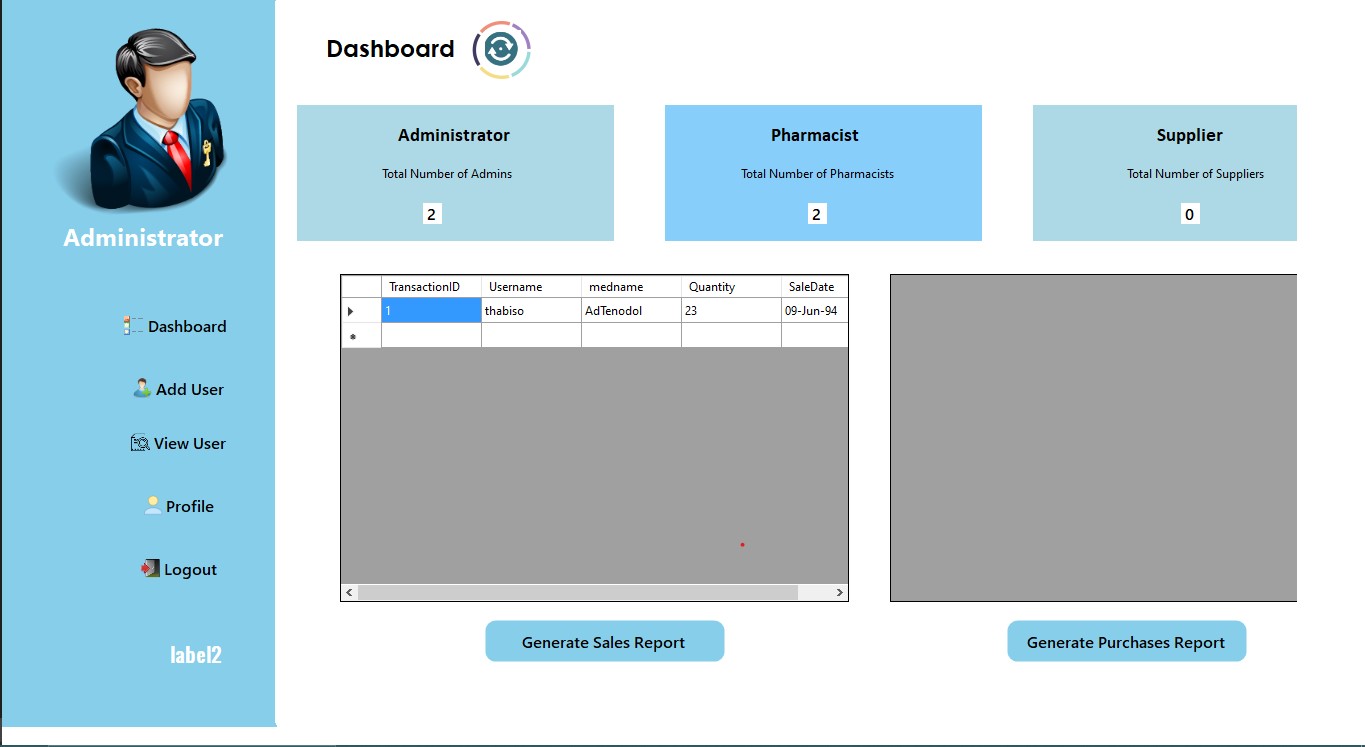 Dashboard
Administrator
Pharmacist
Supplier
Total Number of Admins
Total Number of Pharmacists
Total Number of Suppliers
2
2
0
Administrator
Dashboard
Add User
View User
Profile
Logout
label2
TransactionID Username medname Quantity SaleDate
1 thabiso AdTenodol 23 09-Jun-94
Generate Sales Report
Generate Purchases Report